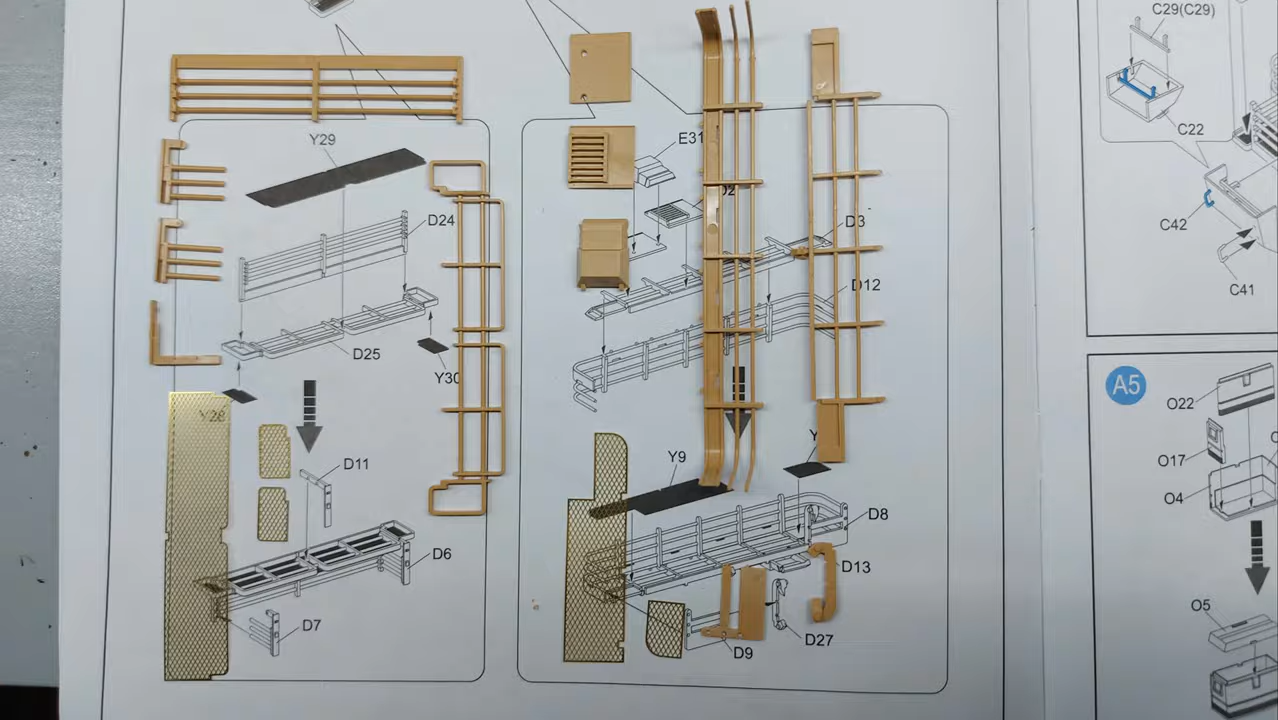 Y29
D24
D25
Y30
Y28
D11
D6
D7
E31
D3
D12
Y9
D8
D13
D27
D9
C29(C29)
C22
C42
C41
A5
O22
O17
O4
O5